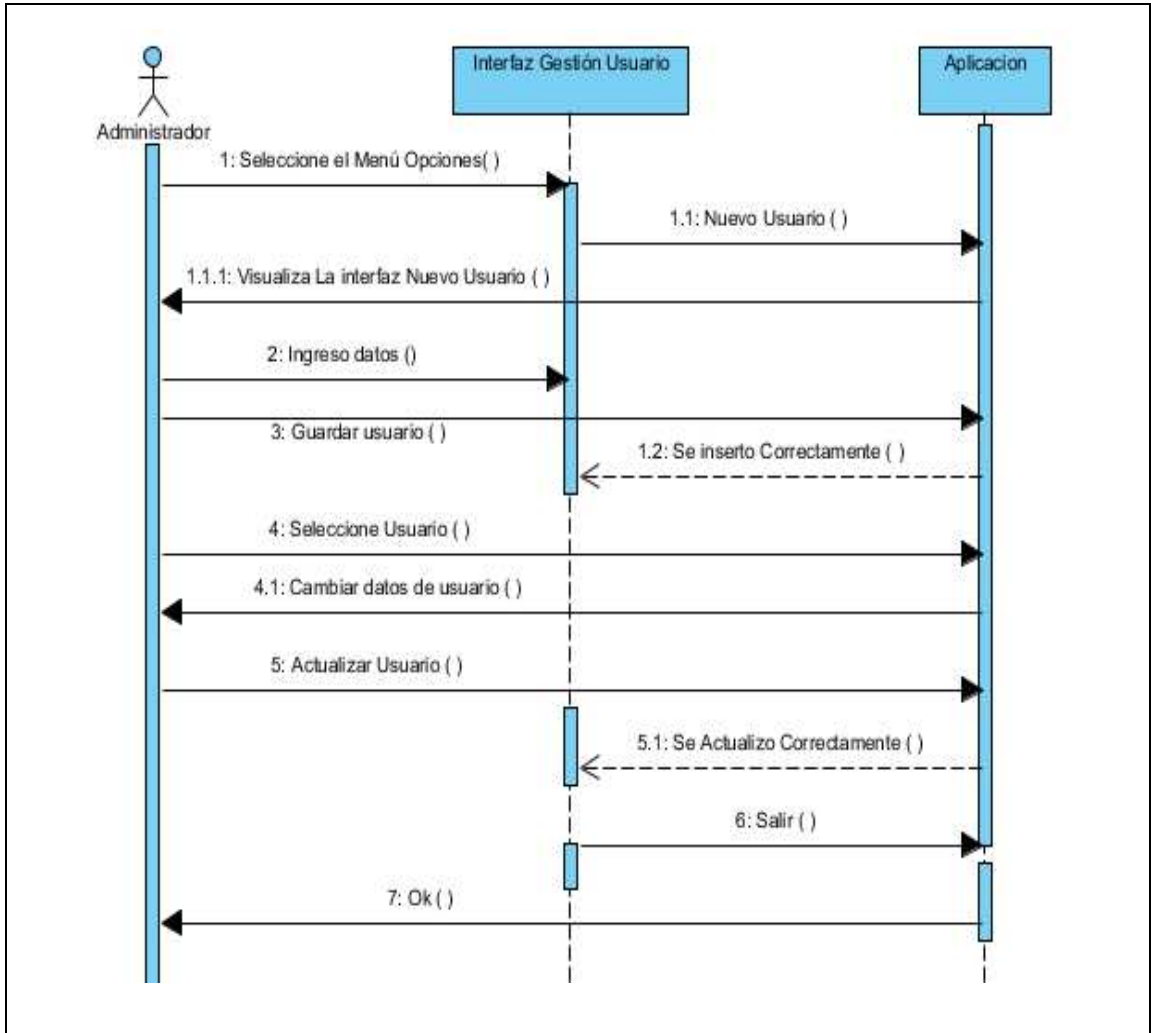 Interfaz Gestión Usuario
Aplicacion
Administrador
1: Seleccione el Menú Opciones( )
1.1: Nuevo Usuario ( )
1.1.1: Visualiza La interfaz Nuevo Usuario ( )
2: Ingreso datos ()
3: Guardar usuario ( )
1.2: Se inserto Correctamente ( )
4: Seleccione Usuario ( )
4.1: Cambiar datos de usuario ( )
5: Actualizar Usuario ( )
5.1: Se Actualizo Correctamente ( )
6: Salir ( )
7: Ok ( )